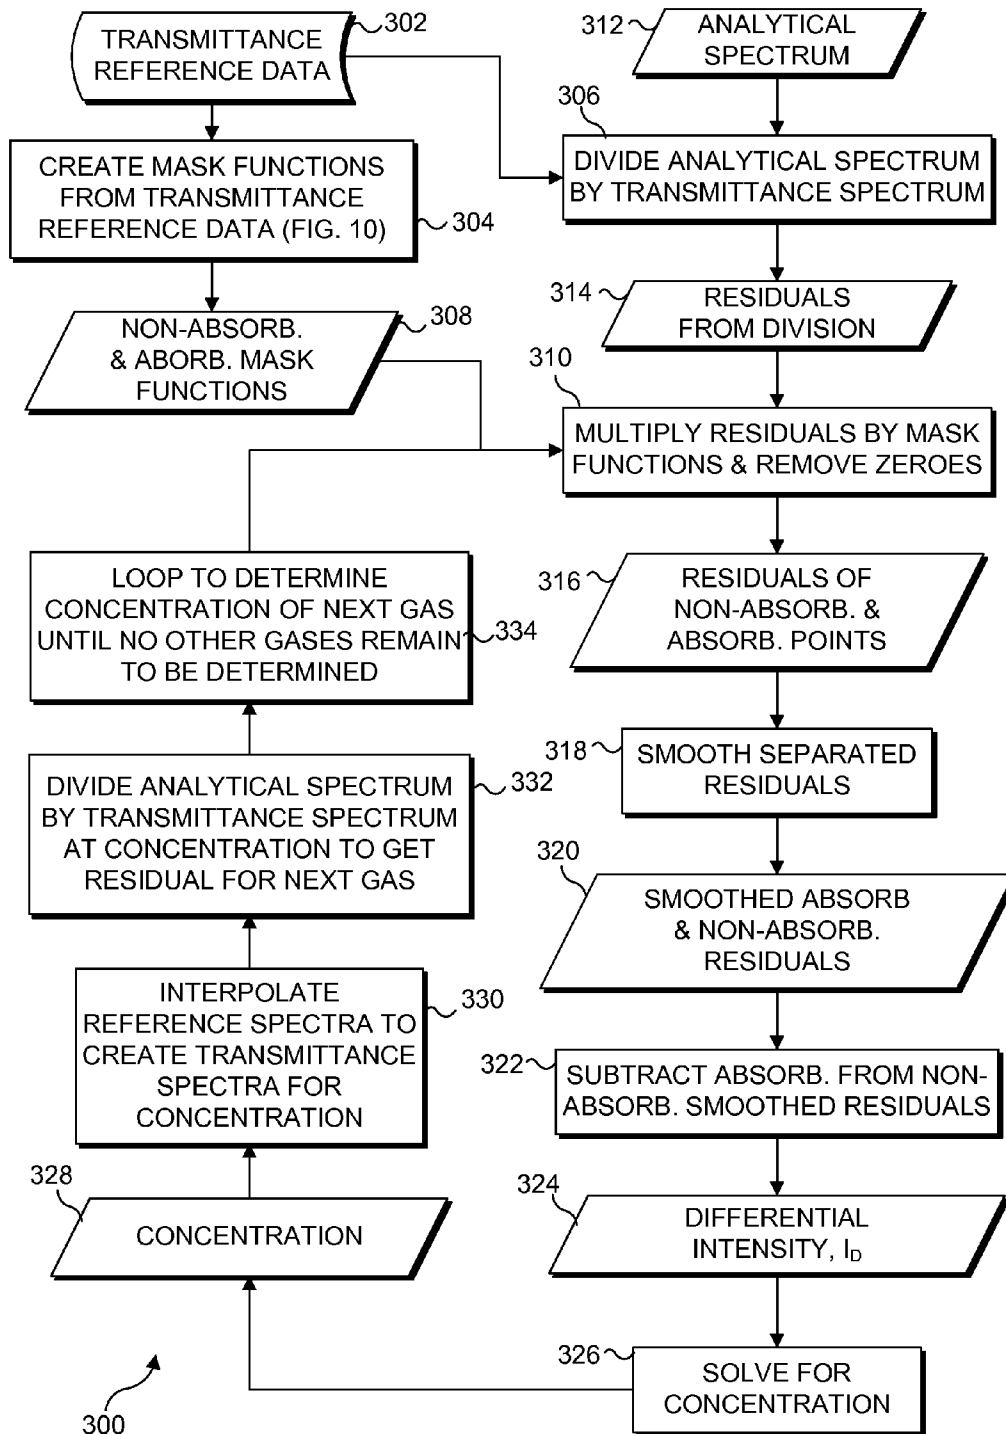 TRANSMITTANCE
REFERENCE DATA
302
CREATE MASK FUNCTIONS
FROM TRANSMITTANCE
REFERENCE DATA (FIG. 10)
304
NON-ABSORB.
& ABORB. MASK
FUNCTIONS
308
312
ANALYTICAL
SPECTRUM
306
DIVIDE ANALYTICAL SPECTRUM
BY TRANSMITTANCE SPECTRUM
314
RESIDUALS
FROM DIVISION
310
MULTIPLY RESIDUALS BY MASK
FUNCTIONS & REMOVE ZEROES
316
RESIDUALS OF
NON-ABSORB. &
ABSORB. POINTS
318
SMOOTH SEPARATED
RESIDUALS
320
SMOOTHED ABSORB
& NON-ABSORB.
RESIDUALS
322
SUBTRACT ABSORB. FROM NON-
ABSORB. SMOOTHED RESIDUALS
324
DIFFERENTIAL
INTENSITY, I_D
326
SOLVE FOR
CONCENTRATION
328
CONCENTRATION
INTERPOLATE
REFERENCE SPECTRA TO
CREATE TRANSMITTANCE
SPECTRA FOR
CONCENTRATION
330
DIVIDE ANALYTICAL SPECTRUM
BY TRANSMITTANCE SPECTRUM
AT CONCENTRATION TO GET
RESIDUAL FOR NEXT GAS
332
LOOP TO DETERMINE
CONCENTRATION OF NEXT GAS
UNTIL NO OTHER GASES REMAIN
TO BE DETERMINED
334
300